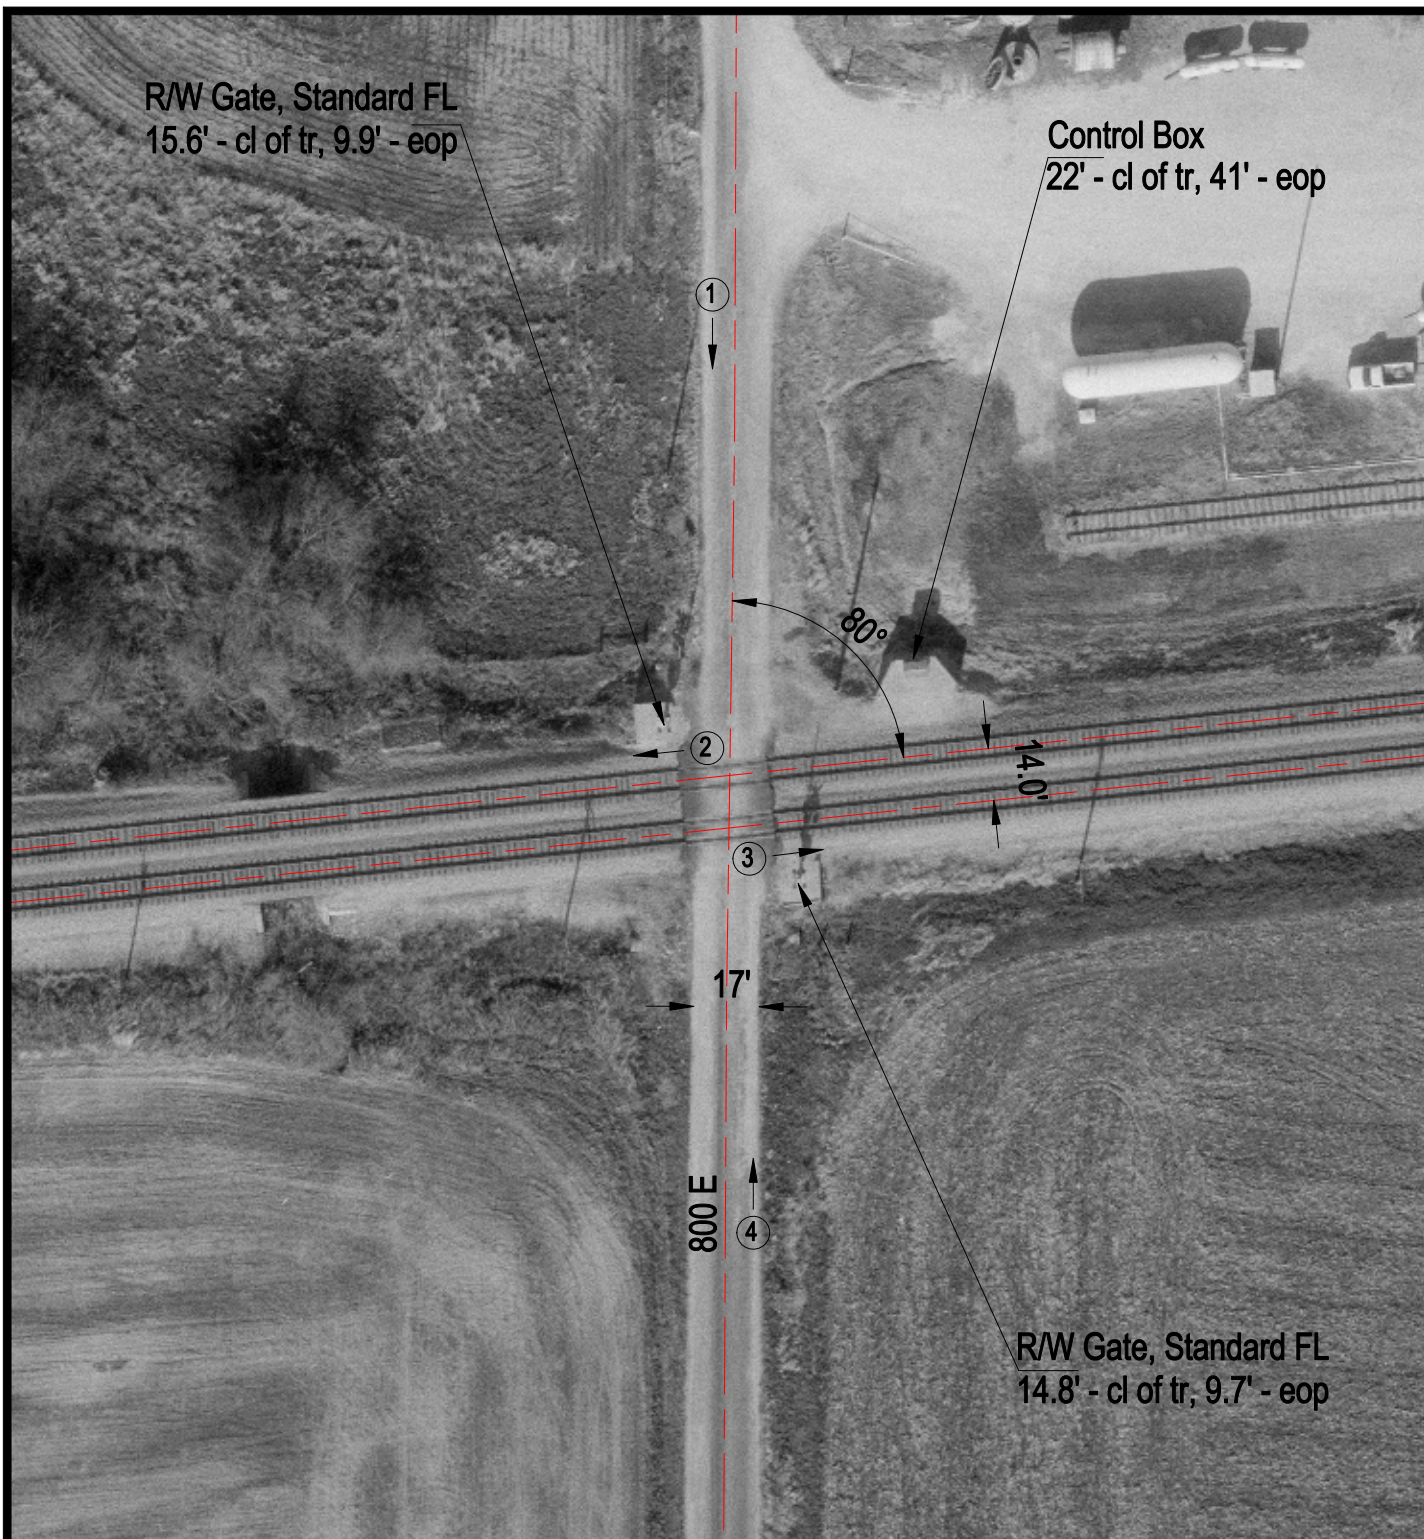 R/W Gate, Standard FL
15.6' - cl of tr, 9.9' - eop
Control Box
22' - cl of tr, 41' - eop
1
80°
2
14.0'
3
17'
800 E
4
R/W Gate, Standard FL
14.8' - cl of tr, 9.7' - eop